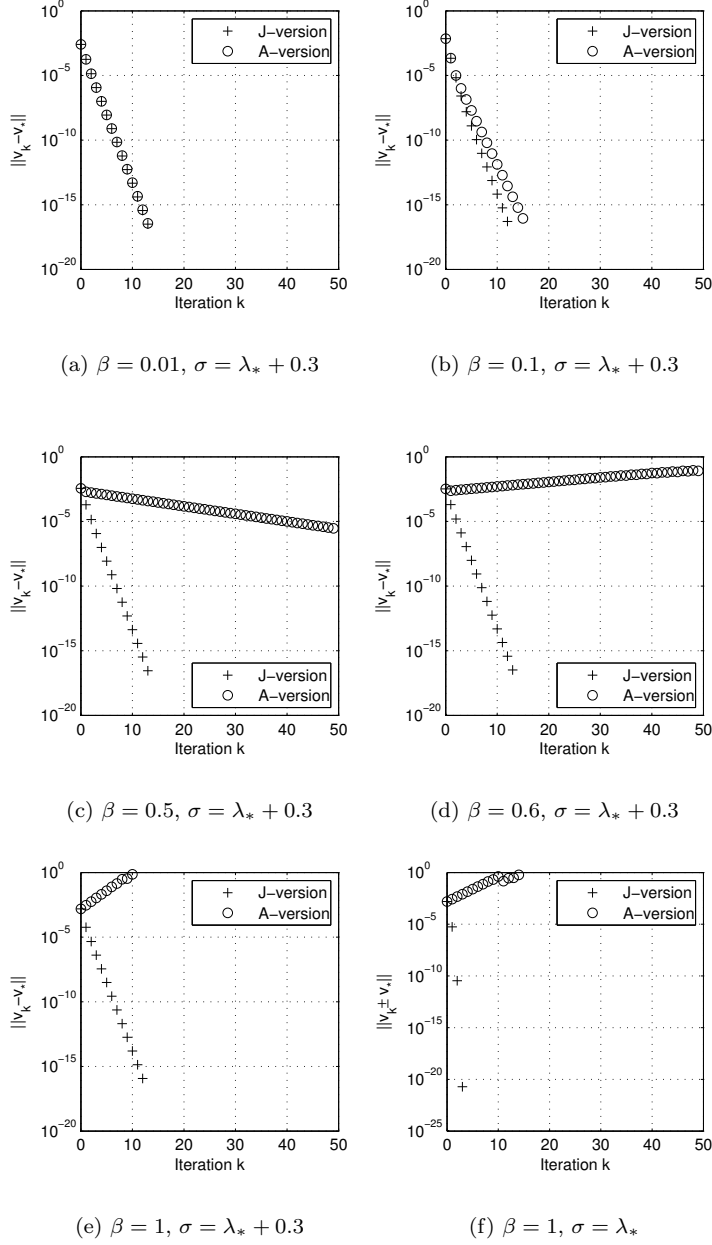 J−version
A−version
||v_k−v_*||
10^0
10^−5
10^−10
10^−15
10^−20
0 10 20 30 40 50
Iteration k
(a) β = 0.01, σ = λ_* + 0.3
J−version
A−version
||v_k−v_*||
10^0
10^−5
10^−10
10^−15
10^−20
0 10 20 30 40 50
Iteration k
(b) β = 0.1, σ = λ_* + 0.3
||v_k−v_*||
10^0
10^−5
10^−10
10^−15
10^−20
J−version
A−version
0 10 20 30 40 50
Iteration k
(c) β = 0.5, σ = λ_* + 0.3
||v_k−v_*||
10^0
10^−5
10^−10
10^−15
10^−20
J−version
A−version
0 10 20 30 40 50
Iteration k
(d) β = 0.6, σ = λ_* + 0.3
J−version
A−version
||v_k−v_*||
10^0
10^−5
10^−10
10^−15
10^−20
0 10 20 30 40 50
Iteration k
(e) β = 1, σ = λ_* + 0.3
J−version
A−version
||v_k± v_*||
10^0
10^−5
10^−10
10^−15
10^−20
10^−25
0 10 20 30 40 50
Iteration k
(f) β = 1, σ = λ_*